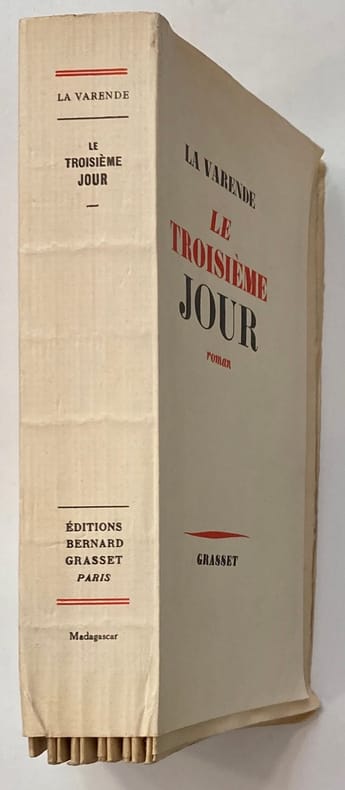 LA VARENDE
LE
TROISIÈME
JOUR
ÉDITIONS
BERNARD
GRASSET
PARIS
Madagascar
LA VARENDE
LE
TROISIÈME
JOUR
roman
GRASSET